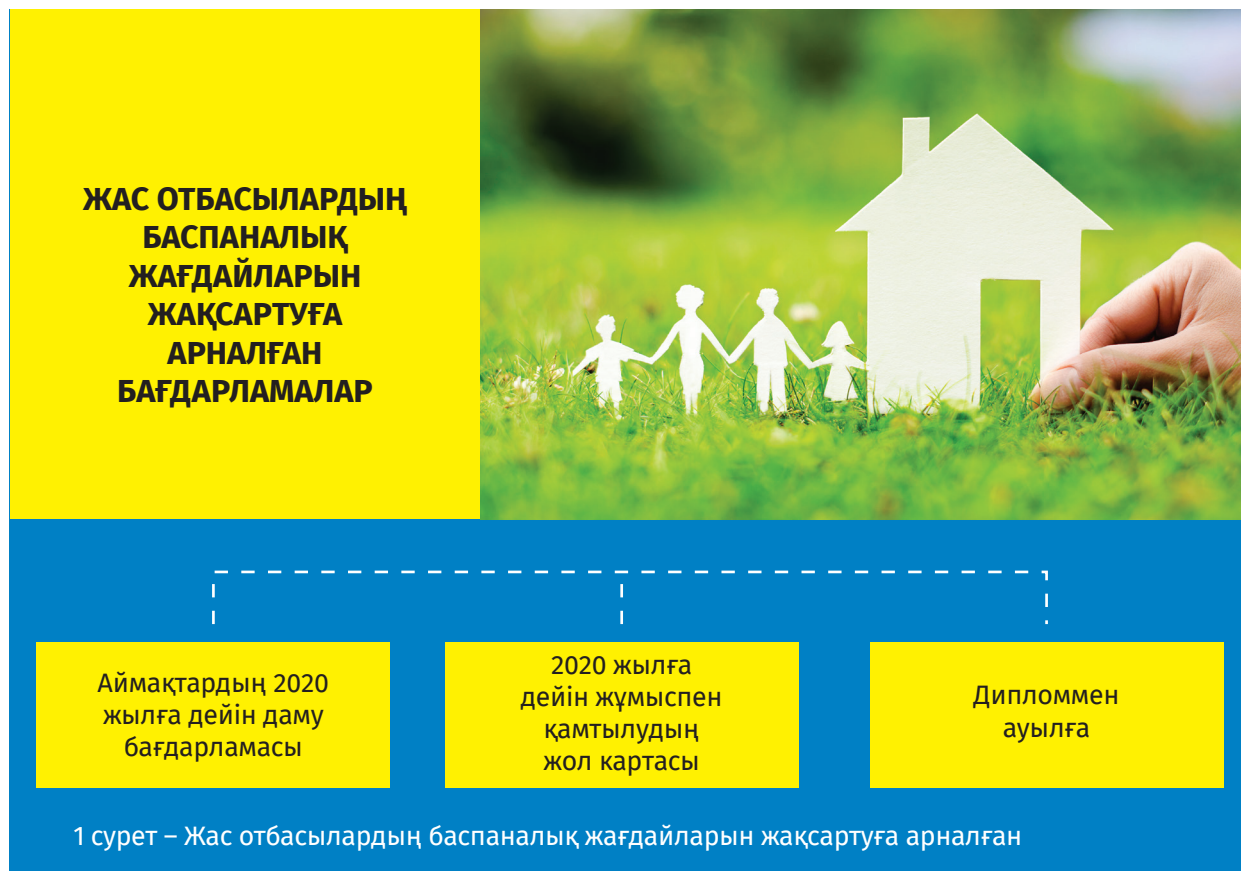 ЖАС ОТБАСЫЛАРДЫҢ
БАСПАНАЛЫҚ
ЖАҒДАЙЛАРЫН
ЖАҚСАРТУҒА
АРНАЛҒАН
БАҒДАРЛАМАЛАР
Аймақтардың 2020
жылға дейін даму
бағдарламасы
2020 жылға
дейін жұмыспен
қамтылудың
жол картасы
Дипломмен
ауылға
1 сурет – Жас отбасылардың баспаналық жағдайларын жақсартуға арналған